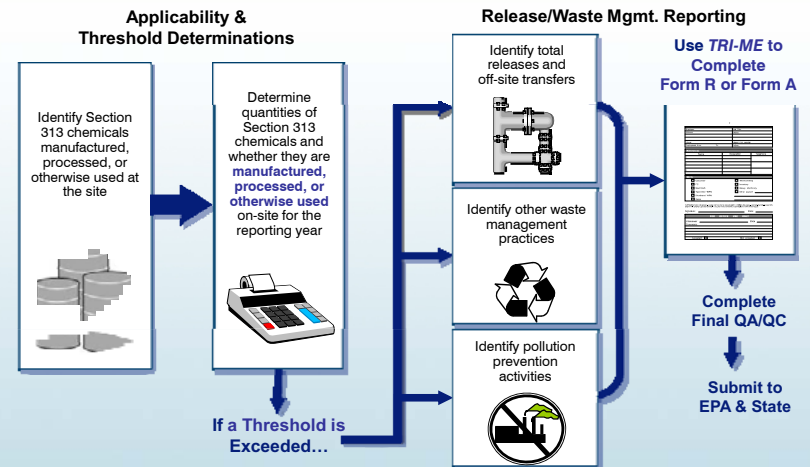 Applicability &
Threshold Determinations
Identify Section
313 chemicals
manufactured,
processed, or
otherwise used at
the site
Determine
quantities of
Section 313
chemicals and
whether they are
manufactured,
processed, or
otherwise used
on-site for the
reporting year
If a Threshold is
Exceeded…
Release/Waste Mgmt. Reporting
Identify total
releases and
off-site transfers
Identify other waste
management
practices
Identify pollution
prevention
activities
Use TRI-ME to
Complete
Form R or Form A
Complete
Final QA/QC
Submit to
EPA & State